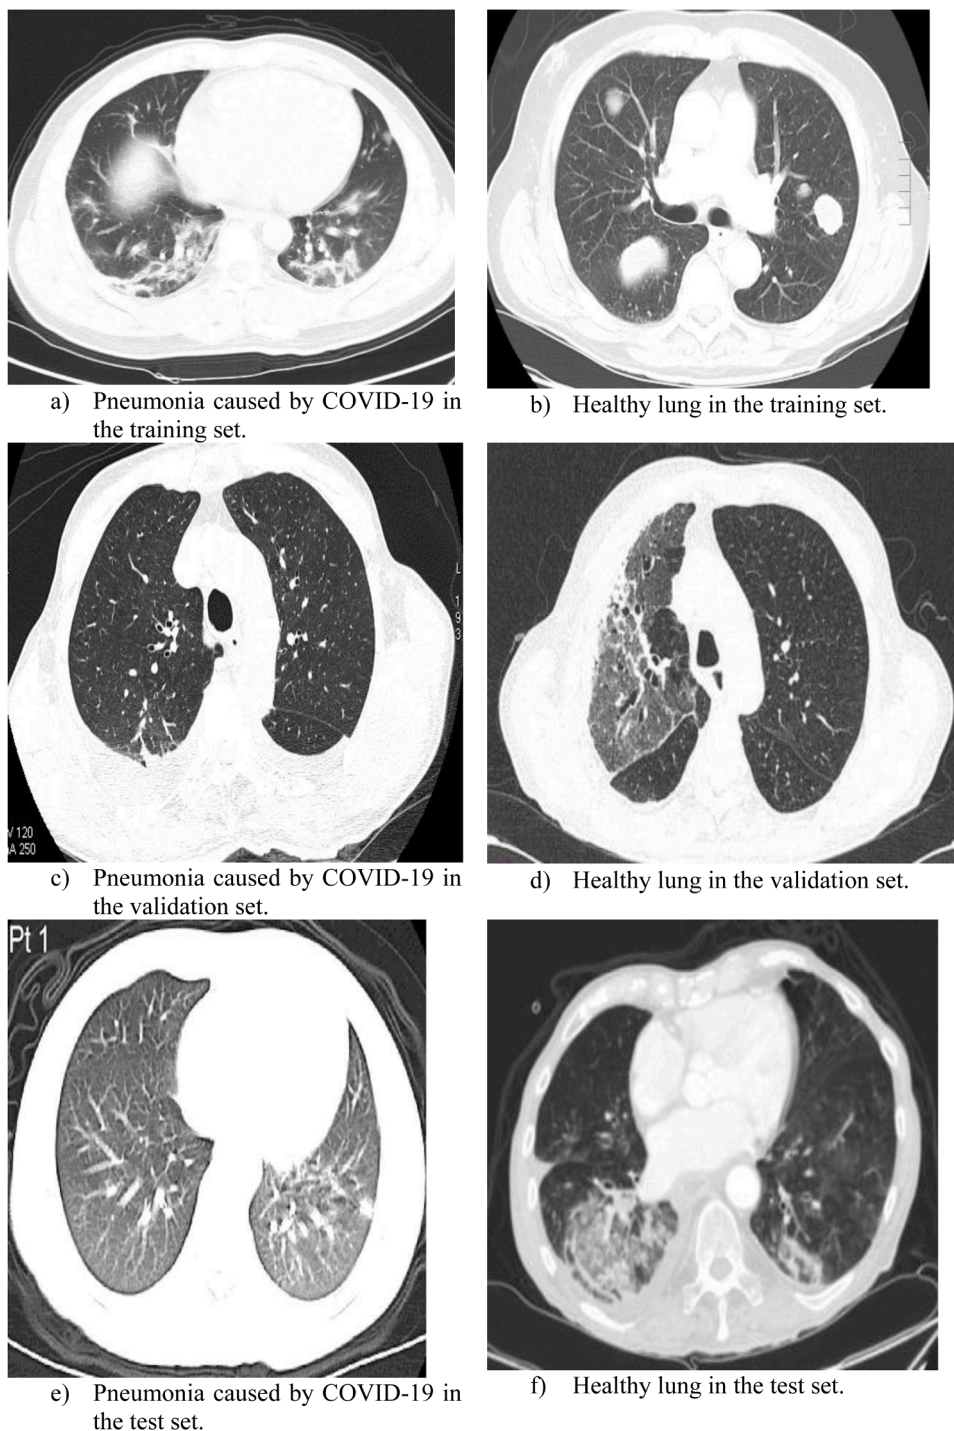 a) Pneumonia caused by COVID-19 in
the training set.
b) Healthy lung in the training set.
L
1
9
3
V 120
A 250
c) Pneumonia caused by COVID-19 in
the validation set.
d) Healthy lung in the validation set.
Pt 1
e) Pneumonia caused by COVID-19 in
the test set.
f) Healthy lung in the test set.